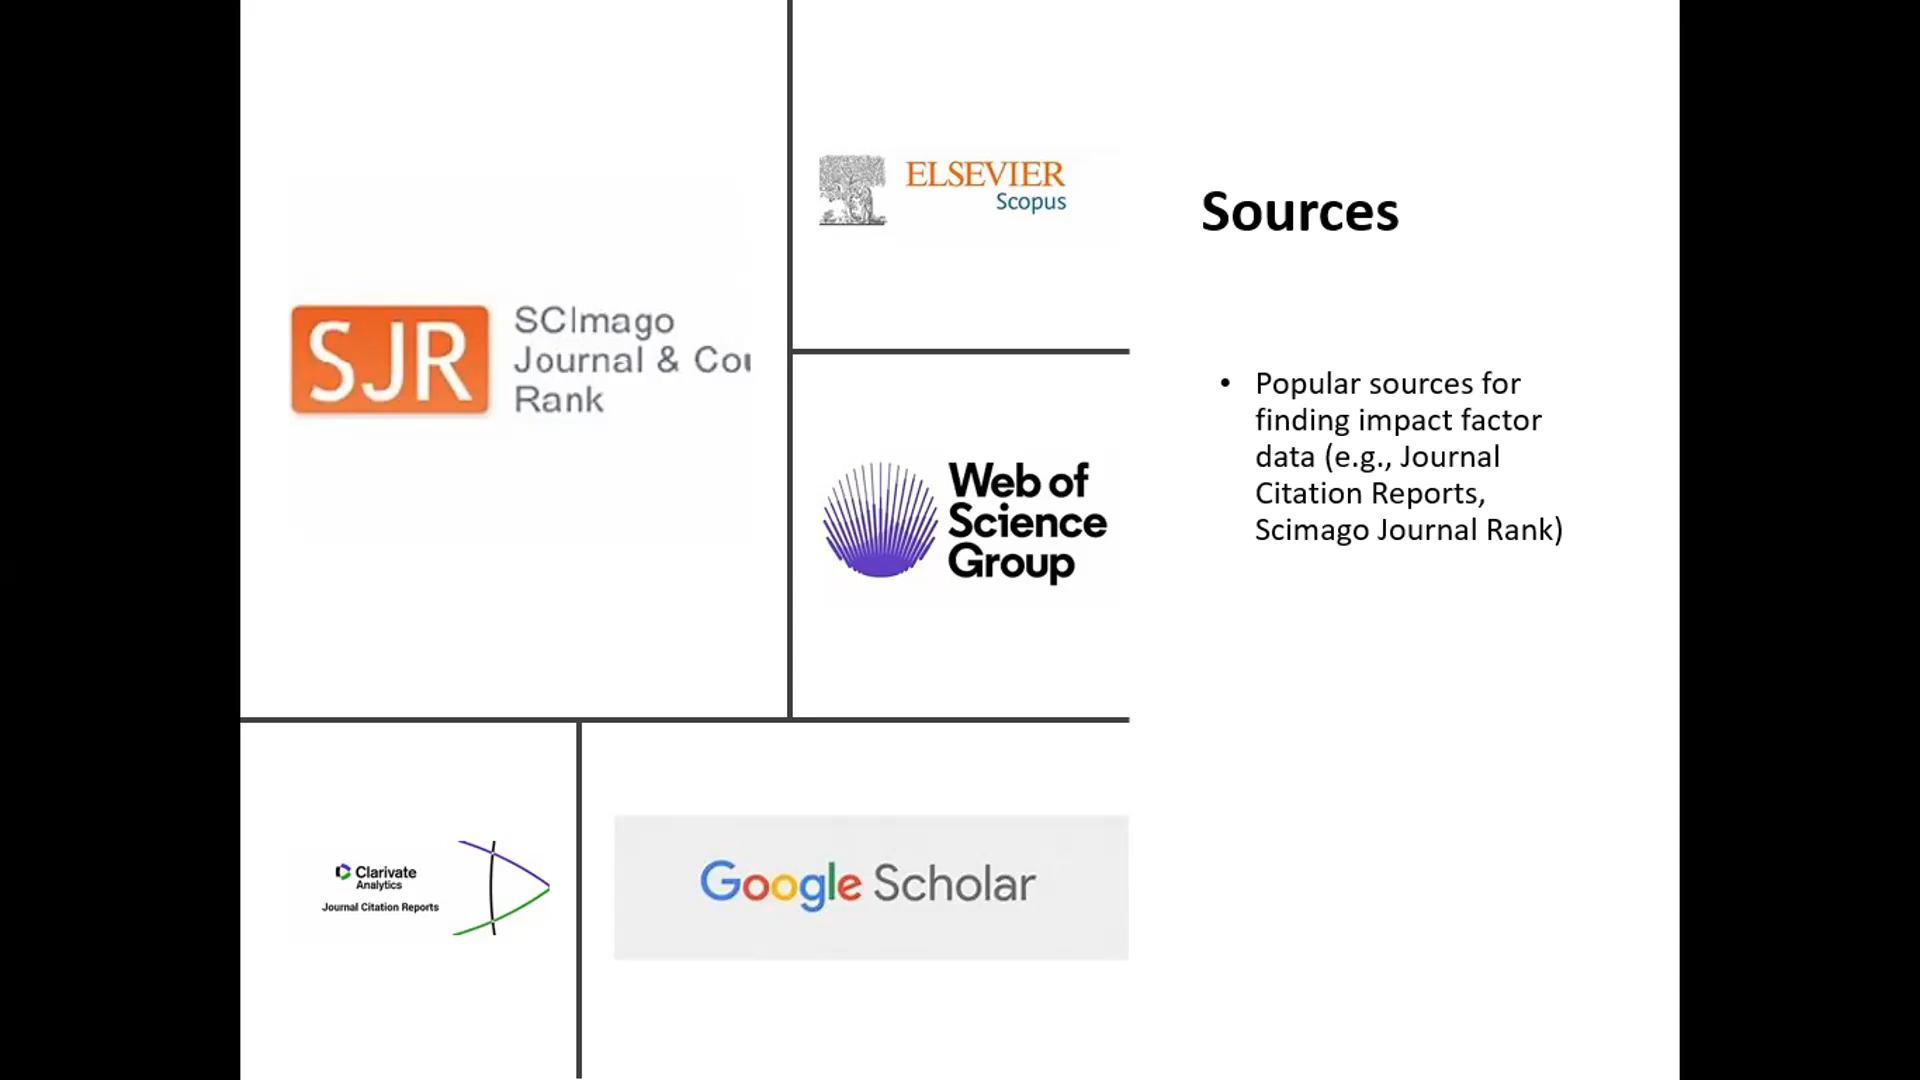 SJR
SCImago
Journal & Cou
Rank
ELSEVIER
Scopus
Web of
Science
Group
Clarivate
Analytics
Journal Citation Reports
Google Scholar
Sources
• Popular sources for
finding impact factor
data (e.g., Journal
Citation Reports,
Scimago Journal Rank)